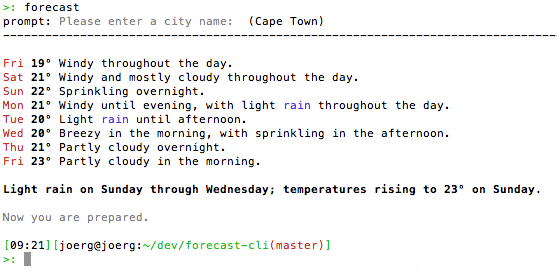 >: forecast
prompt: Please enter a city name:  (Cape Town)
--------------------------------------------------------------------------------
Fri 19° Windy throughout the day.
Sat 21° Windy and mostly cloudy throughout the day.
Sun 22° Sprinkling overnight.
Mon 21° Windy until evening, with light rain throughout the day.
Tue 20° Light rain until afternoon.
Wed 20° Breezy in the morning, with sprinkling in the afternoon.
Thu 21° Partly cloudy overnight.
Fri 23° Partly cloudy in the morning.
Light rain on Sunday through Wednesday; temperatures rising to 23° on Sunday.
Now you are prepared.
[09:21][joerg@joerg:~/dev/forecast-cli(master)]
>: